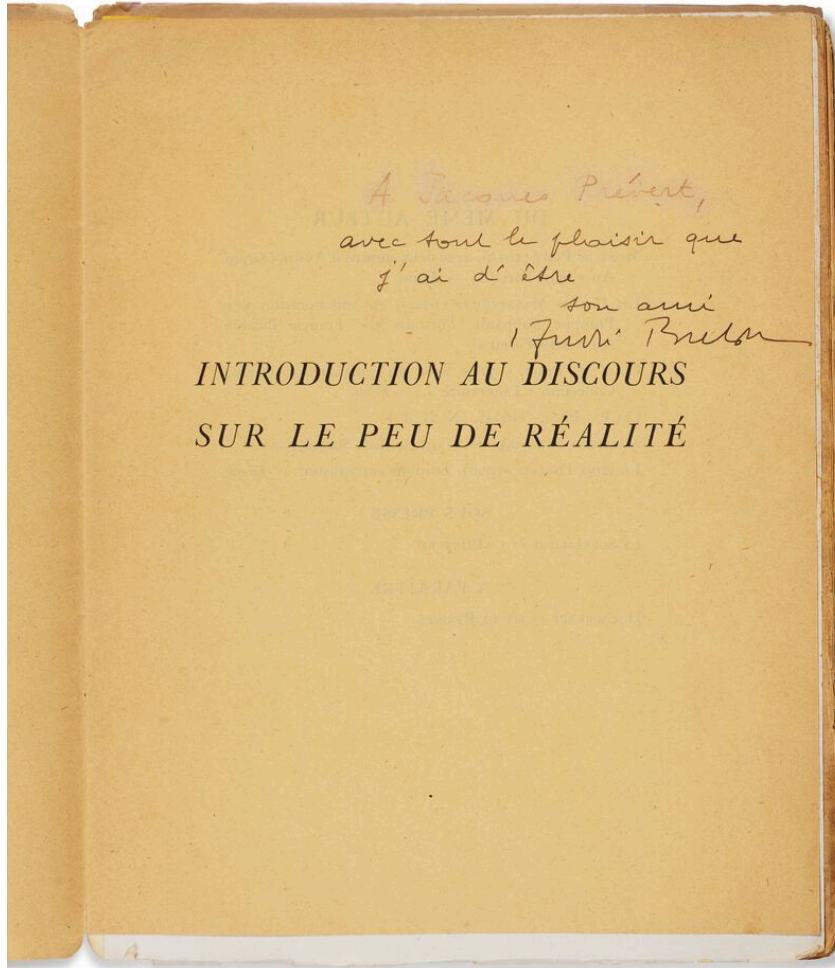 A Jacques Prévert,
avec tout le plaisir que
j'ai d'être
son ami
André Breton
INTRODUCTION AU DISCOURS
SUR LE PEU DE RÉALITÉ